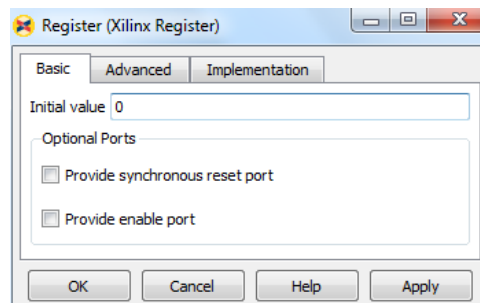 Register (Xilinx Register)
Basic Advanced Implementation
Initial value 0
Optional Ports
Provide synchronous reset port
Provide enable port
OK Cancel Help Apply